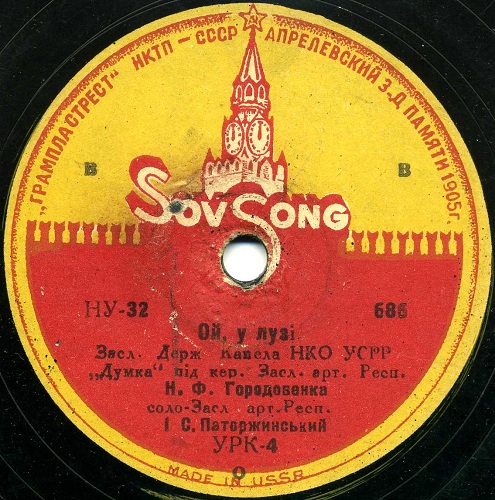 „ГРАМПЛАСТРЕСТ" НКТП – СССР АПРЕЛЕВСКИЙ З-Д ПАМЯТИ 1905г.
В В
SOVSONG
НУ-32 686
Ой, у лузі.
Засл. Держ Капела НКО УСРР
„Думка" під кер. Засл. арт. Респ.
Н. Ф. Городовенка
соло-Засл. арт. Респ.
І С. Паторжинський
УРК-4
О
MADE IN USSR